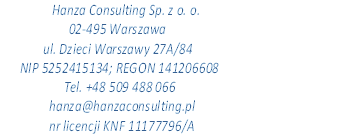 Hanza Consulting Sp. z o. o.
02-495 Warszawa
ul. Dzieci Warszawy 27A/84
NIP 5252415134; REGON 141206608
Tel. +48 509 488 066
hanza@hanzaconsulting.pl
nr licencji KNF 11177796/A